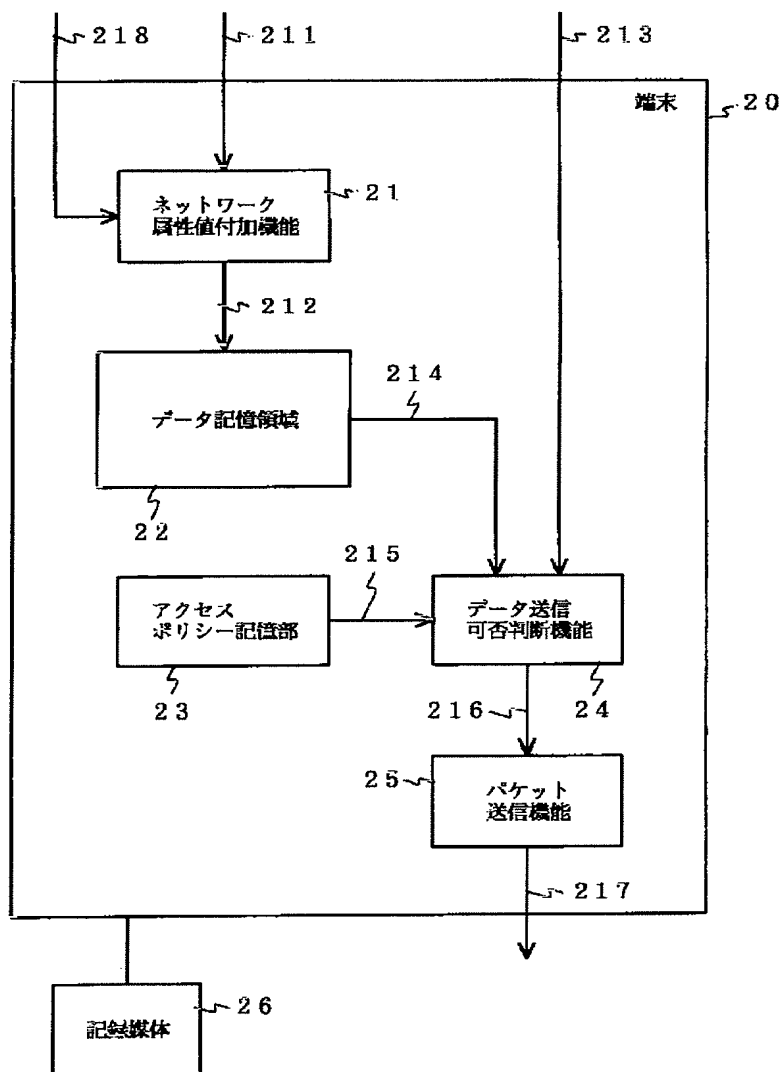 218
211
213
端末
20
ネットワーク
属性値付加機能
21
212
データ記憶領域
22
214
215
アクセス
ポリシー記憶部
23
データ送信
可否判断機能
24
216
25
パケット
送信機能
217
記録媒体
26